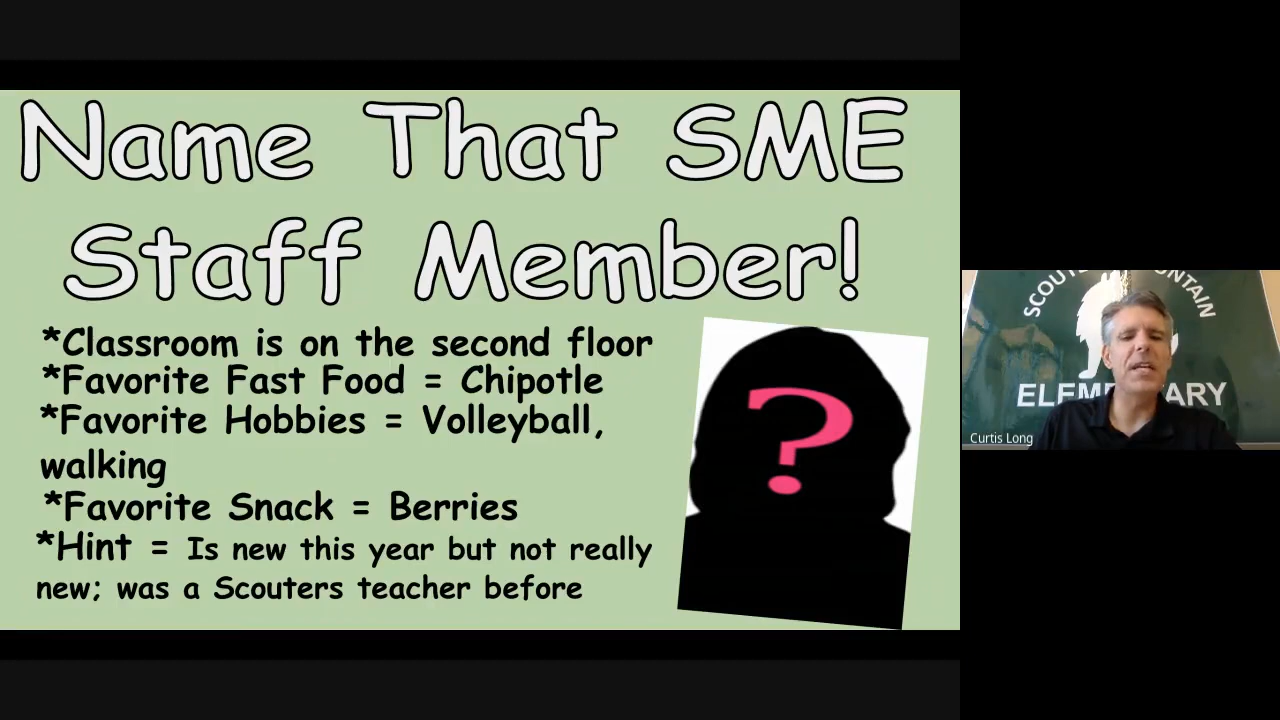 Name That SME
Staff Member!
*Classroom is on the second floor
*Favorite Fast Food = Chipotle
*Favorite Hobbies = Volleyball,
walking
*Favorite Snack = Berries
*Hint = Is new this year but not really
new; was a Scouters teacher before
?
ELEMENTARY
Curtis Long